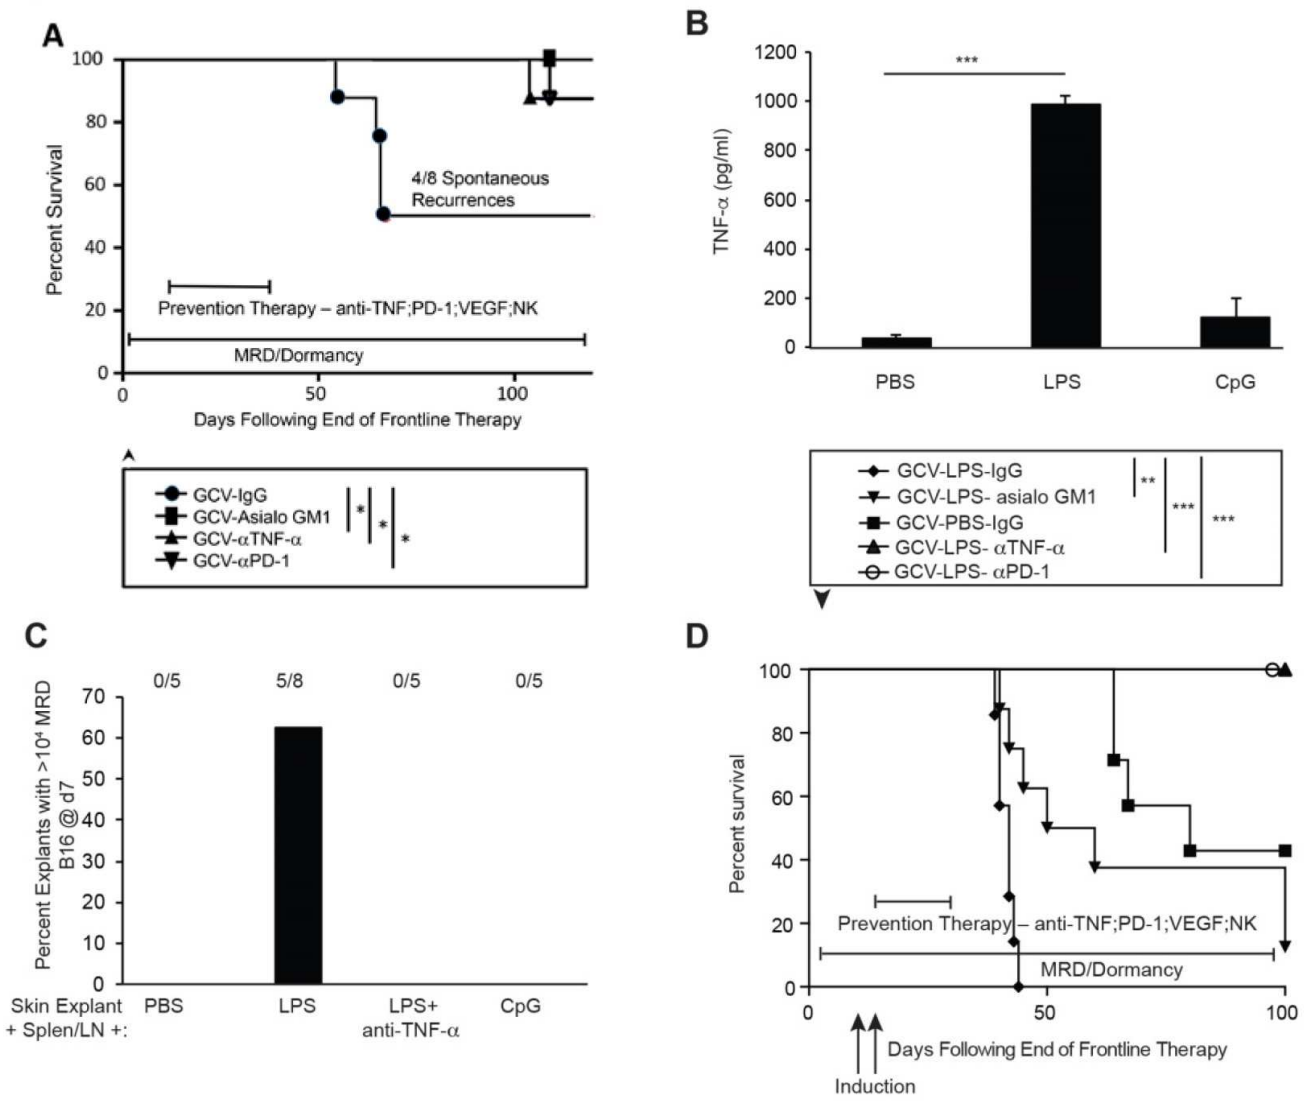 A
100
80
60
40
20
0
Percent Survival
4/8 Spontaneous
Recurrences
Prevention Therapy – anti-TNF;PD-1;VEGF;NK
MRD/Dormancy
0
50
100
Days Following End of Frontline Therapy
GCV-IgG
GCV-Asialo GM1
GCV-αTNF-α
GCV-αPD-1
*
*
*
B
1200
1000
800
600
400
200
0
TNF-α (pg/ml)
***
PBS
LPS
CpG
GCV-LPS-IgG
GCV-LPS- asialo GM1
GCV-PBS-IgG
GCV-LPS- αTNF-α
GCV-LPS- αPD-1
**
***
***
C
0/5
5/8
0/5
0/5
70
60
50
40
30
20
10
0
Percent Explants with >10⁴ MRD
B16 @ d7
Skin Explant
+ Splen/LN +:
PBS
LPS
LPS+
anti-TNF-α
CpG
D
100
80
60
40
20
0
Percent survival
Prevention Therapy – anti-TNF;PD-1;VEGF;NK
MRD/Dormancy
0
50
100
Days Following End of Frontline Therapy
Induction